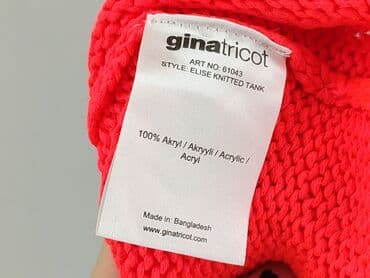 ginatricot
ART NO: 61043
STYLE: ELISE KNITTED TANK
100% Akryl / Akryyli / Acrylic /
Acryl
Made in: Bangladesh
www.ginatricot.com